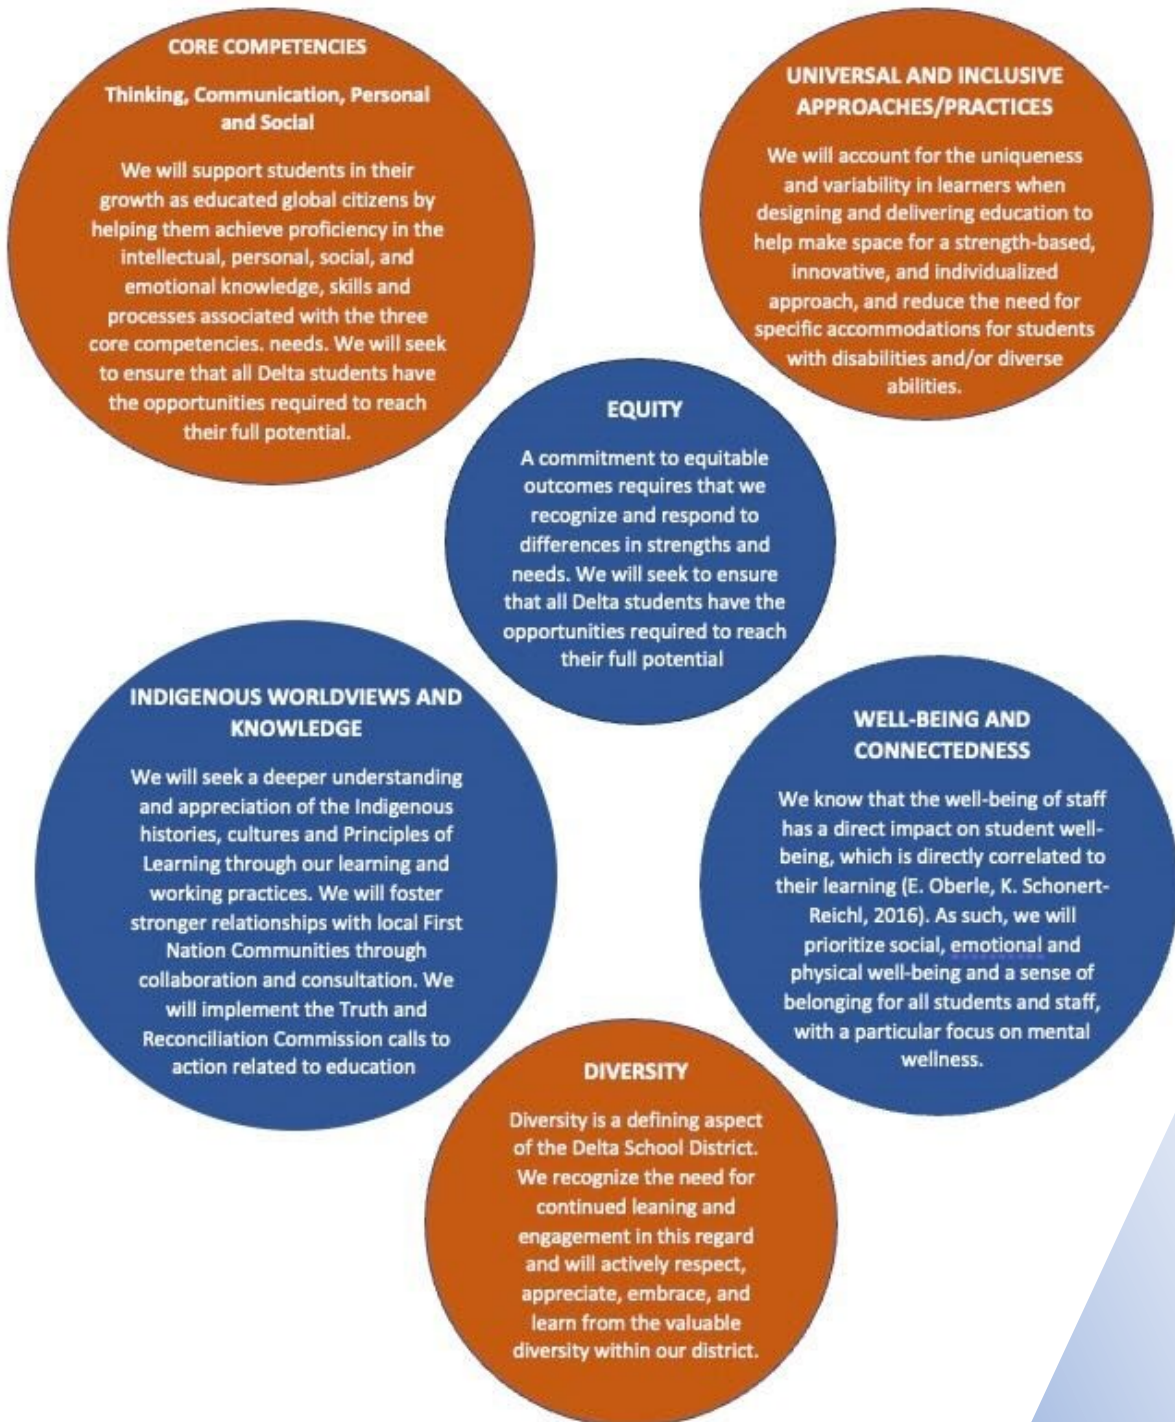 CORE COMPETENCIES
Thinking, Communication, Personal
and Social
We will support students in their
growth as educated global citizens by
helping them achieve proficiency in the
intellectual, personal, social, and
emotional knowledge, skills and
processes associated with the three
core competencies. needs. We will seek
to ensure that all Delta students have
the opportunities required to reach
their full potential.
UNIVERSAL AND INCLUSIVE
APPROACHES/PRACTICES
We will account for the uniqueness
and variability in learners when
designing and delivering education to
help make space for a strength-based,
innovative, and individualized
approach, and reduce the need for
specific accommodations for students
with disabilities and/or diverse
abilities.
EQUITY
A commitment to equitable
outcomes requires that we
recognize and respond to
differences in strengths and
needs. We will seek to ensure
that all Delta students have the
opportunities required to reach
their full potential
INDIGENOUS WORLDVIEWS AND
KNOWLEDGE
We will seek a deeper understanding
and appreciation of the Indigenous
histories, cultures and Principles of
Learning through our learning and
working practices. We will foster
stronger relationships with local First
Nation Communities through
collaboration and consultation. We
will implement the Truth and
Reconciliation Commission calls to
action related to education
WELL-BEING AND
CONNECTEDNESS
We know that the well-being of staff
has a direct impact on student well-
being, which is directly correlated to
their learning (E. Oberle, K. Schonert-
Reichl, 2016). As such, we will
prioritize social, emotional and
physical well-being and a sense of
belonging for all students and staff,
with a particular focus on mental
wellness.
DIVERSITY
Diversity is a defining aspect
of the Delta School District.
We recognize the need for
continued leaning and
engagement in this regard
and will actively respect,
appreciate, embrace, and
learn from the valuable
diversity within our district.